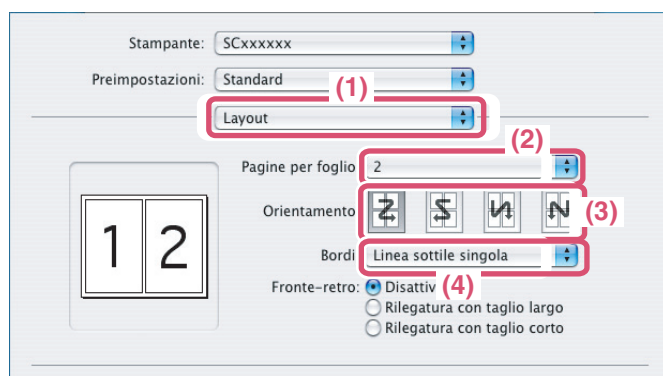 Stampante: SCxxxxxx
Preimpostazioni: Standard
(1)
Layout
(2)
Pagine per foglio 2
Orientamento
(3)
1 2
Bordi Linea sottile singola
Fronte-retro: Disattiv
(4)
Rilegatura con taglio largo
Rilegatura con taglio corto